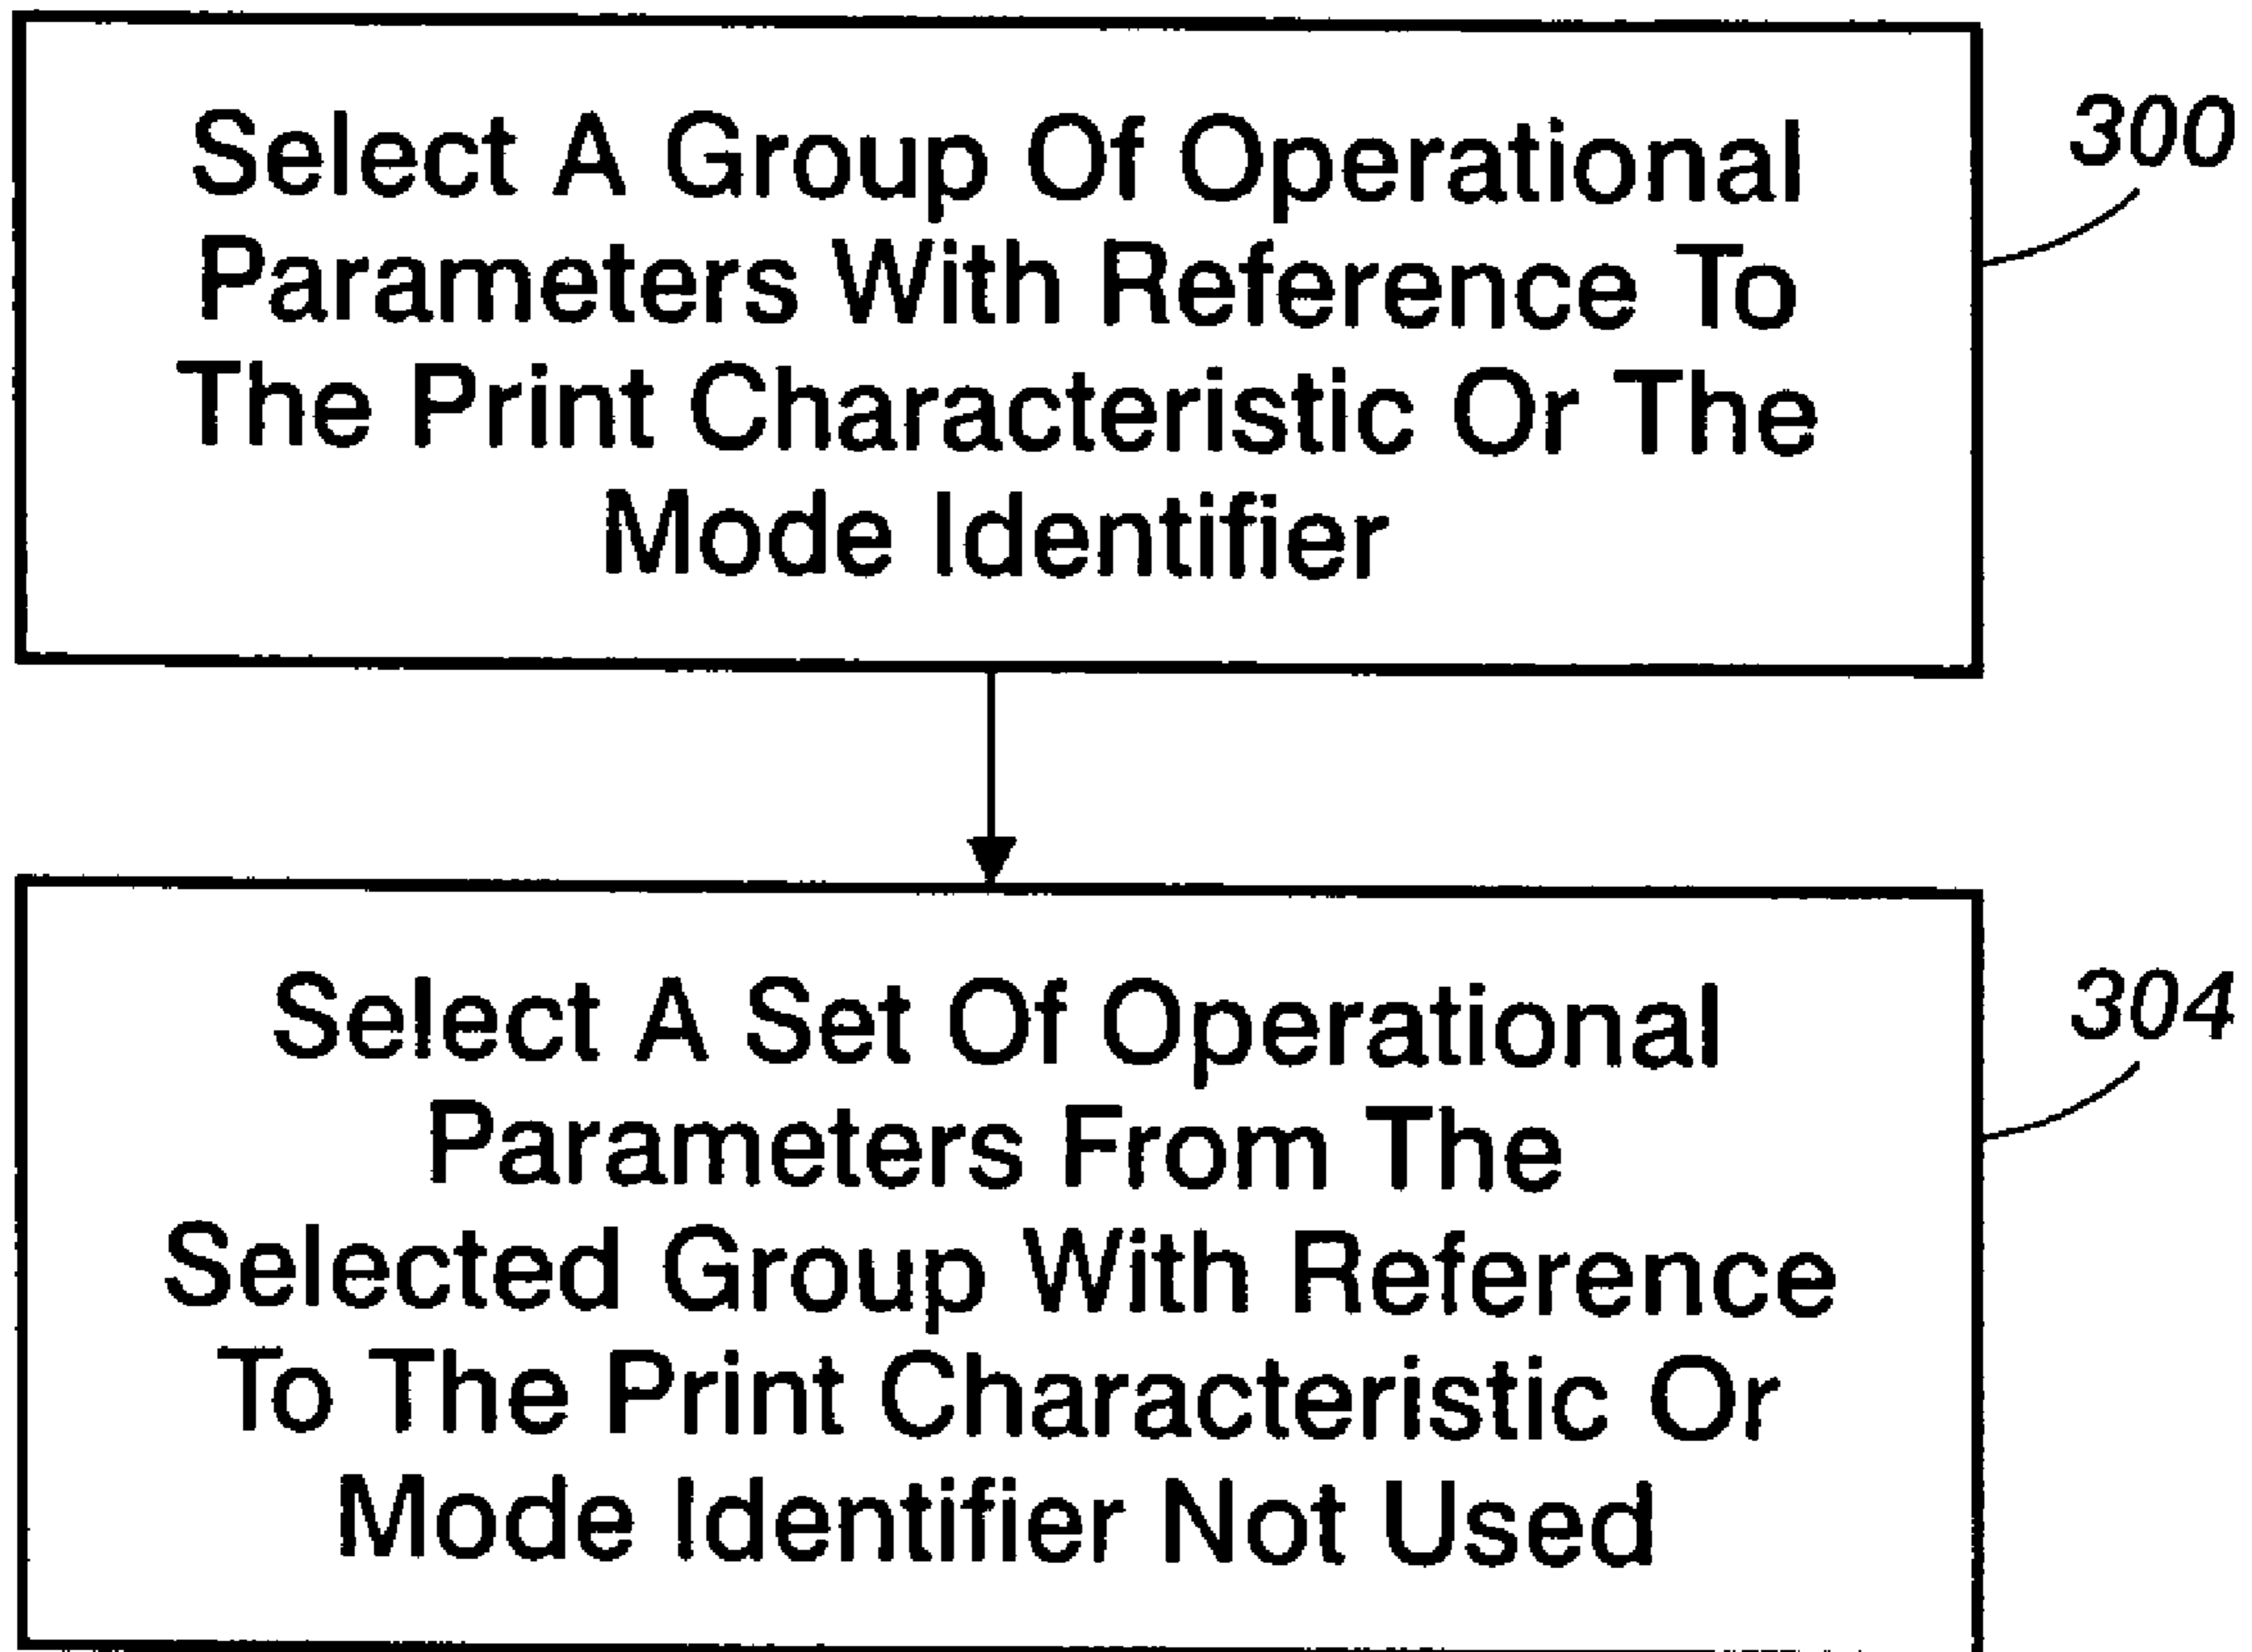 Select A Group Of Operational
Parameters With Reference To
The Print Characteristic Or The
Mode Identifier
300
Select A Set Of Operational
Parameters From The
Selected Group With Reference
To The Print Characteristic Or
Mode Identifier Not Used
304